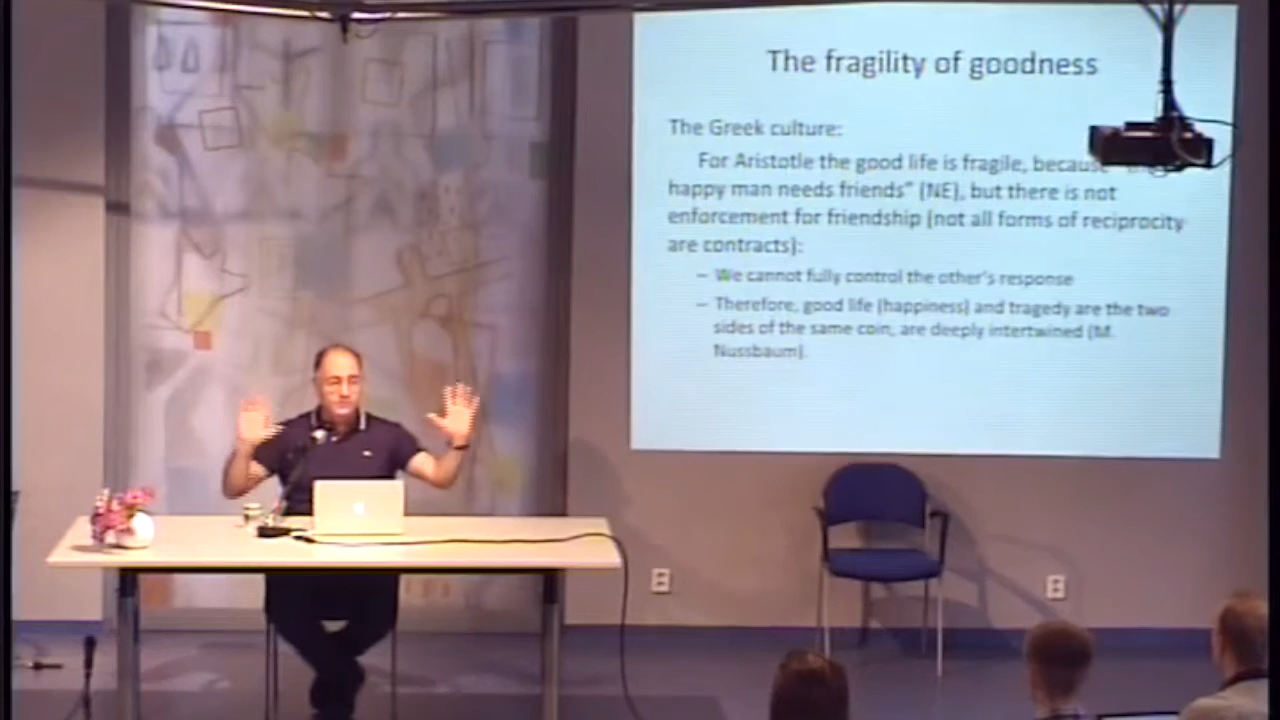 The fragility of goodness
The Greek culture:
For Aristotle the good life is fragile, because
happy man needs friends" (NE), but there is not
enforcement for friendship (not all forms of reciprocity
are contracts):
– We cannot fully control the other's response
– Therefore, good life (happiness) and tragedy are the two
sides of the same coin, are deeply intertwined (M.
Nussbaum).